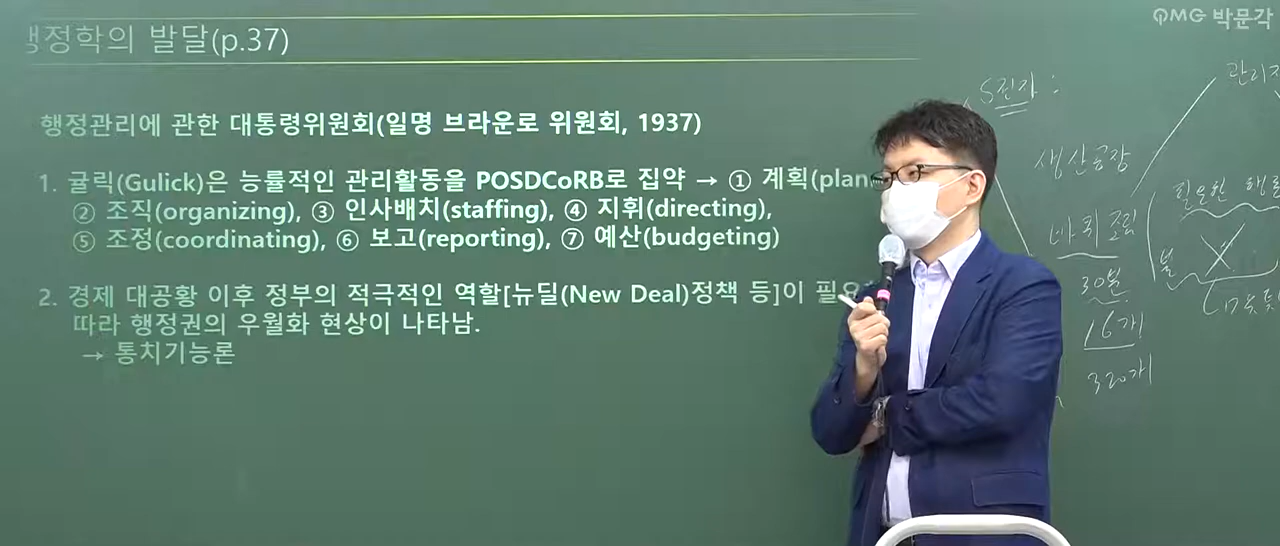 행정학의 발달(p.37)
PMG 박문각
행정관리에 관한 대통령위원회(일명 브라운로 위원회, 1937)
1. 귤릭(Gulick)은 능률적인 관리활동을 POSDCoRB로 집약 → ① 계획(plan
② 조직(organizing), ③ 인사배치(staffing), ④ 지휘(directing),
⑤ 조정(coordinating), ⑥ 보고(reporting), ⑦ 예산(budgeting)
2. 경제 대공황 이후 정부의 적극적인 역할[뉴딜(New Deal)정책 등]이 필요
따라 행정권의 우월화 현상이 나타남.
→ 통치기능론
생산공장
바퀴 조립
30분
16개
320개
필요한